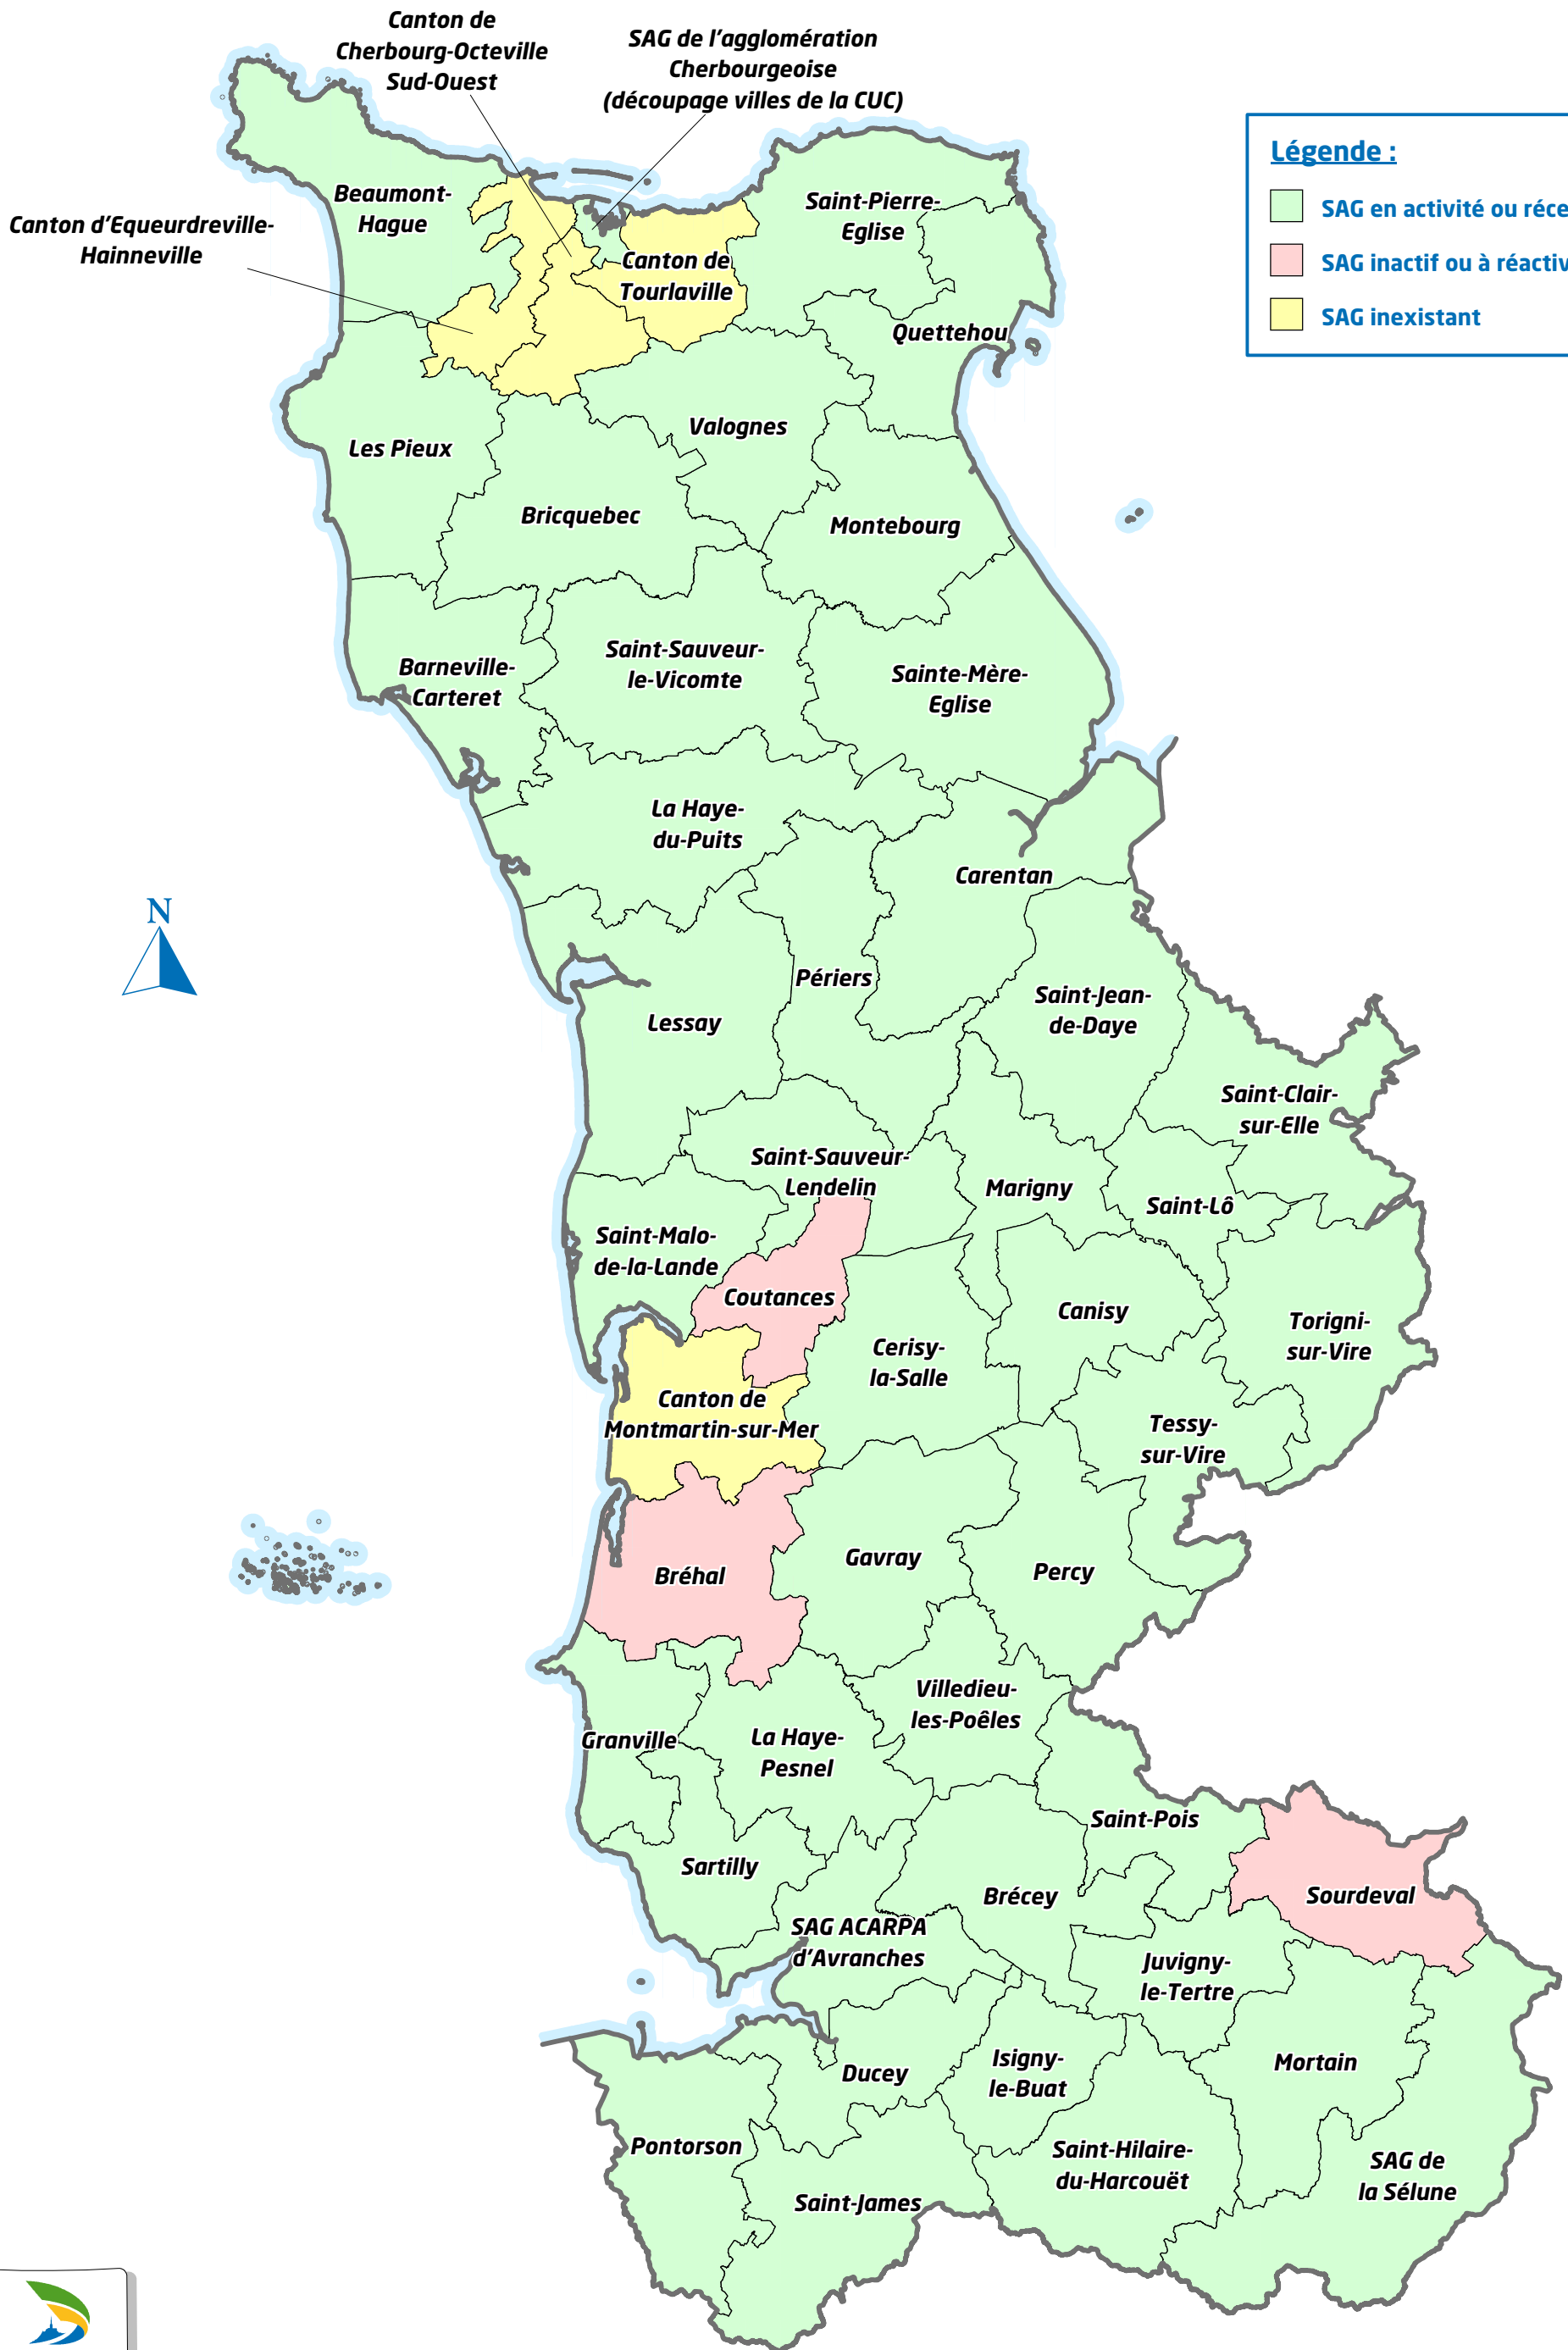 Canton de
Cherbourg-Octeville
Sud-Ouest
SAG de l'agglomération
Cherbourgeoise
(découpage villes de la CUC)
Légende :
SAG en activité ou réce
SAG inactif ou à réactiv
SAG inexistant
Beaumont-
Hague
Canton d'Equeurdreville-
Hainneville
Saint-Pierre-
Eglise
Canton de
Tourlaville
Quettehou
Valognes
Les Pieux
Bricquebec
Montebourg
Saint-Sauveur-
le-Vicomte
Barneville-
Carteret
Sainte-Mère-
Eglise
La Haye-
du-Puits
Carentan
N
Périers
Saint-Jean-
de-Daye
Lessay
Saint-Clair-
sur-Elle
Saint-Sauveur-
Lendelin
Marigny
Saint-Lô
Saint-Malo-
de-la-Lande
Coutances
Canisy
Torigni-
sur-Vire
Cerisy-
la-Salle
Canton de
Montmartin-sur-Mer
Tessy-
sur-Vire
Gavray
Bréhal
Percy
Villedieu-
les-Poêles
Granville
La Haye-
Pesnel
Saint-Pois
Sartilly
Brécey
Sourdeval
SAG ACARPA
d'Avranches
Juvigny-
le-Tertre
Isigny-
le-Buat
Mortain
Ducey
Pontorson
Saint-Hilaire-
du-Harcouët
SAG de
la Sélune
Saint-James